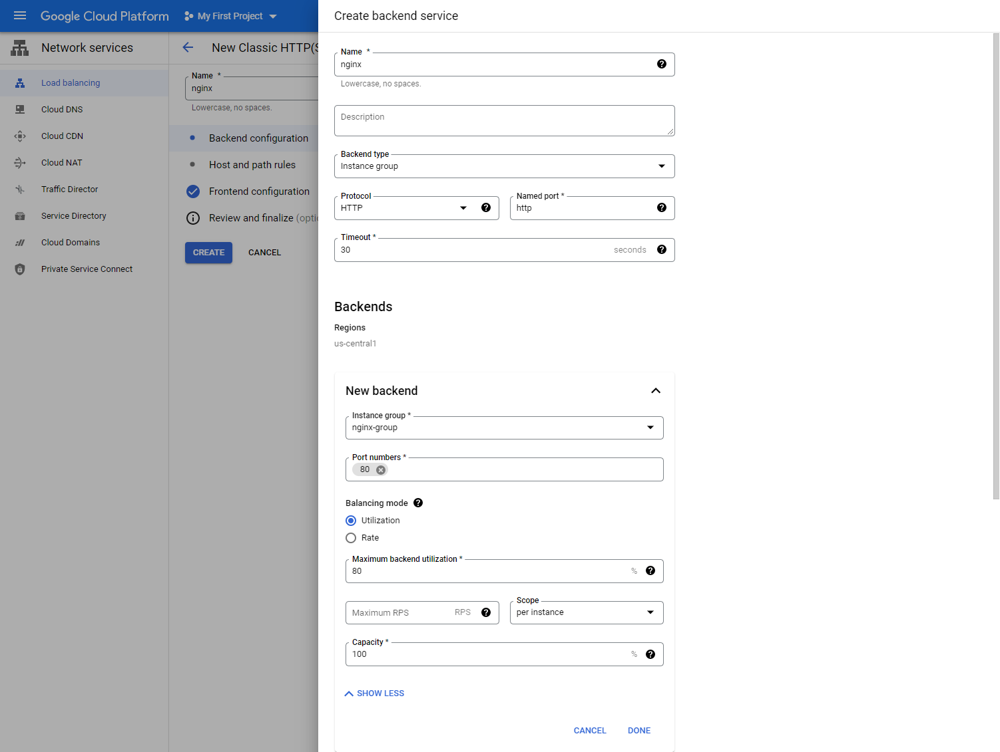 Google Cloud Platform
My First Project
Create backend service
Network services
New Classic HTTP(S
Load balancing
Cloud DNS
Cloud CDN
Cloud NAT
Traffic Director
Service Directory
Cloud Domains
Private Service Connect
Name *
nginx
Lowercase, no spaces.
Backend configuration
Host and path rules
Frontend configuration
Review and finalize (opti
CREATE
CANCEL
Name *
nginx
Lowercase, no spaces.
Description
Backend type
Instance group
Protocol
HTTP
Named port *
http
Timeout *
30 seconds
Backends
Regions
us-central1
New backend
Instance group *
nginx-group
Port numbers *
80
Balancing mode
Utilization
Rate
Maximum backend utilization *
80 %
Maximum RPS RPS
Scope
per instance
Capacity *
100 %
SHOW LESS
CANCEL
DONE